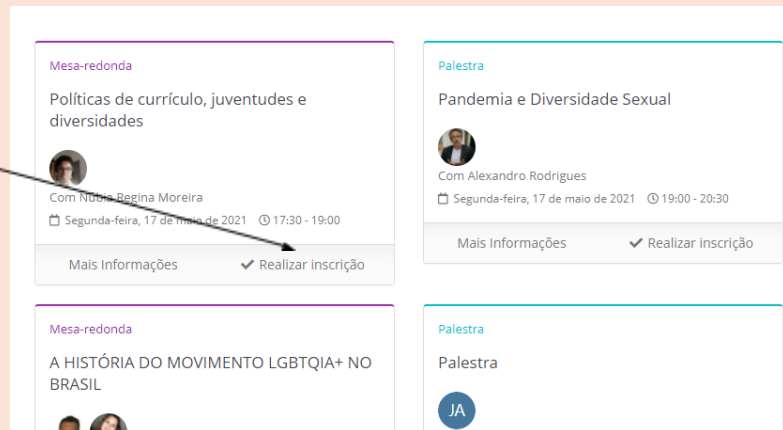 Mesa-redonda
Políticas de currículo, juventudes e
diversidades
Com Núbia Regina Moreira
Segunda-feira, 17 de maio de 2021 17:30 - 19:00
Mais Informações Realizar inscrição
Palestra
Pandemia e Diversidade Sexual
Com Alexandro Rodrigues
Segunda-feira, 17 de maio de 2021 19:00 - 20:30
Mais Informações Realizar inscrição
Mesa-redonda
A HISTÓRIA DO MOVIMENTO LGBTQIA+ NO
BRASIL
Palestra
Palestra
JA